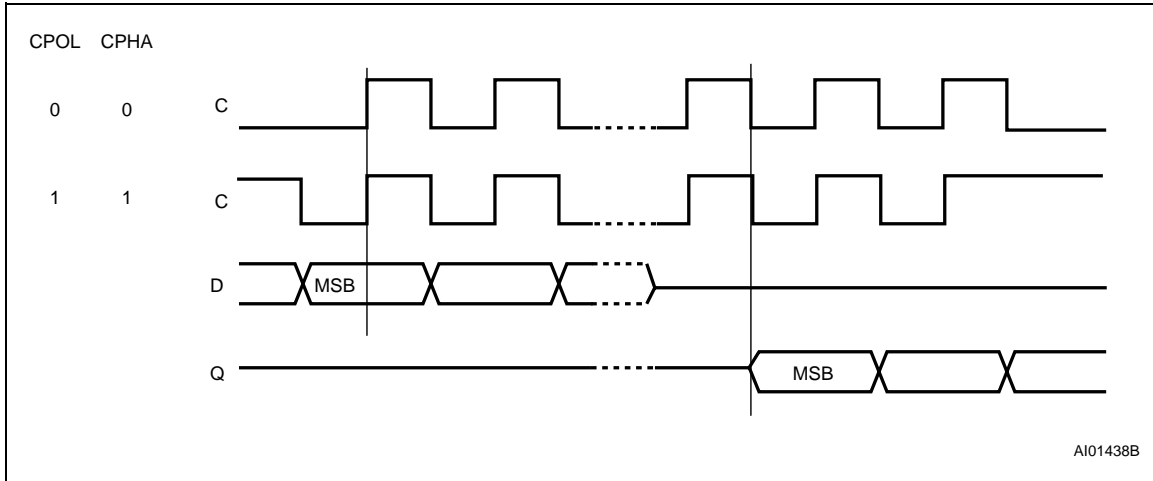 CPOL CPHA
0 0 C
1 1 C
D MSB
Q MSB
AI01438B